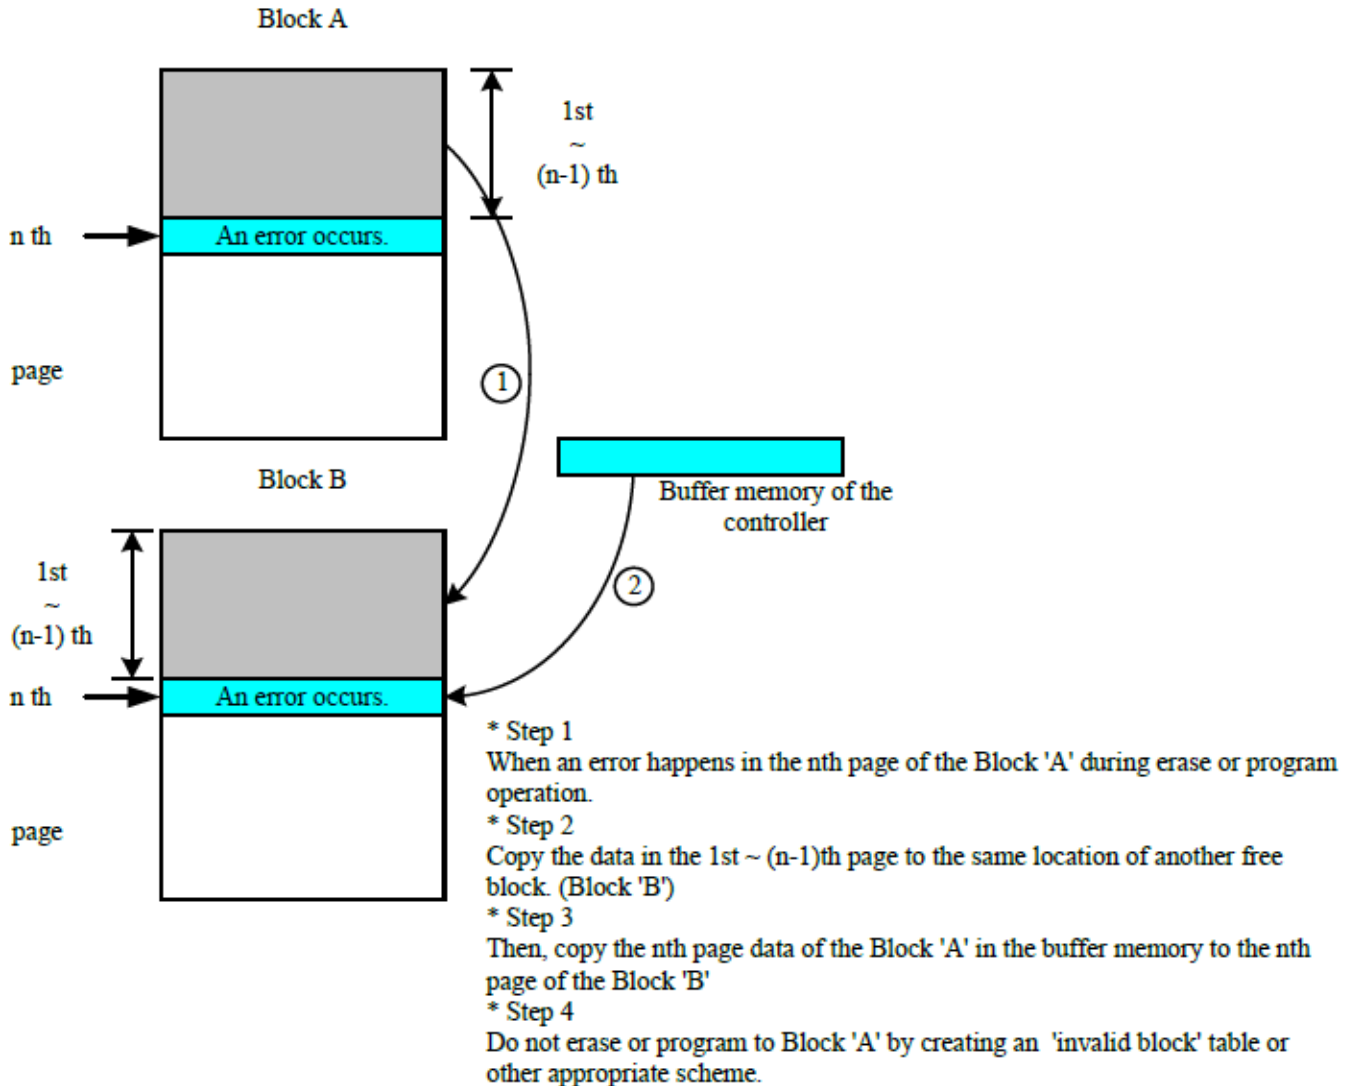 Block A
1st
~
(n-1) th
n th
An error occurs.
page
1
Block B
Buffer memory of the
controller
1st
~
(n-1) th
2
n th
An error occurs.
page
* Step 1
When an error happens in the nth page of the Block 'A' during erase or program
operation.
* Step 2
Copy the data in the 1st ~ (n-1)th page to the same location of another free
block. (Block 'B')
* Step 3
Then, copy the nth page data of the Block 'A' in the buffer memory to the nth
page of the Block 'B'
* Step 4
Do not erase or program to Block 'A' by creating an 'invalid block' table or
other appropriate scheme.